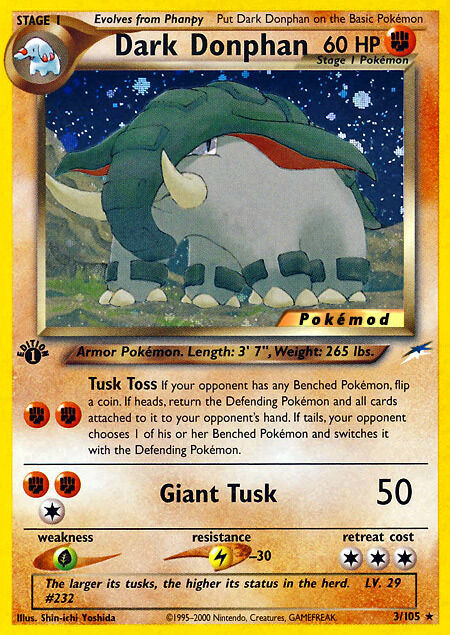 STAGE 1 Evolves from Phanpy Put Dark Donphan on the Basic Pokémon
Dark Donphan 60 HP
Stage 1 Pokémon
Pokémod
EDITION
1
Armor Pokémon. Length: 3' 7", Weight: 265 lbs.
Tusk Toss If your opponent has any Benched Pokémon, flip
a coin. If heads, return the Defending Pokémon and all cards
attached to it to your opponent's hand. If tails, your opponent
chooses 1 of his or her Benched Pokémon and switches it
with the Defending Pokémon.
Giant Tusk 50
weakness resistance retreat cost
-30
The larger its tusks, the higher its status in the herd. LV. 29
#232
Illus. Shin-ichi Yoshida ©1995-2000 Nintendo, Creatures, GAMEFREAK. 3/105 ★